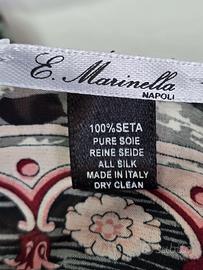 E. Marinella
NAPOLI
100% SETA
PURE SOIE
REINE SEIDE
ALL SILK
MADE IN ITALY
DRY CLEAN